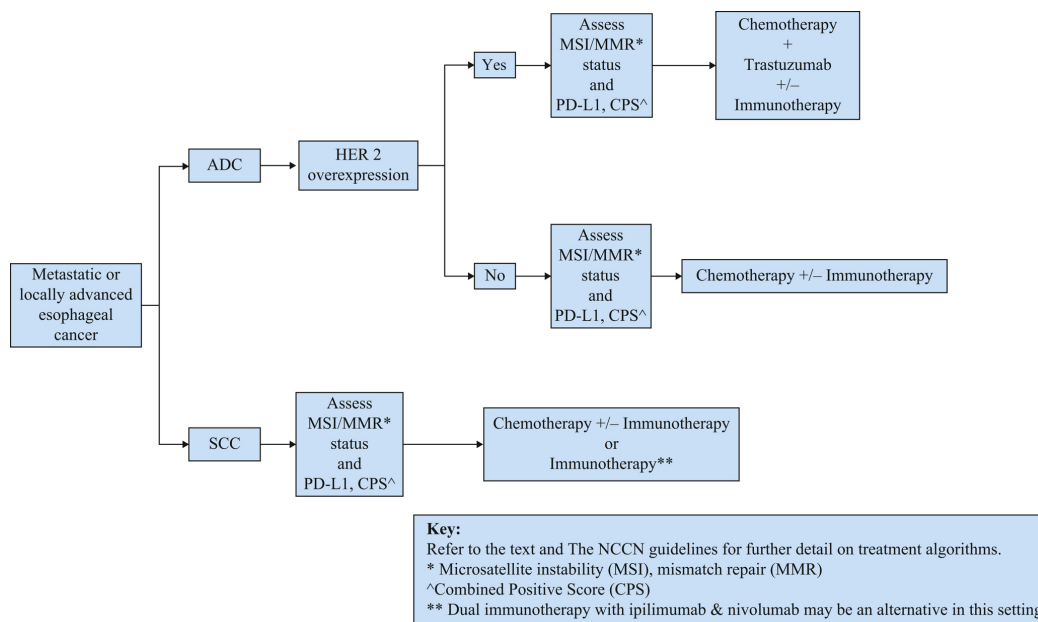 Metastatic or
locally advanced
esophageal
cancer
ADC
HER 2
overexpression
Yes
Assess
MSI/MMR*
status
and
PD-L1, CPS^
Chemotherapy
+
Trastuzumab
+/–
Immunotherapy
No
Assess
MSI/MMR*
status
and
PD-L1, CPS^
Chemotherapy +/– Immunotherapy
SCC
Assess
MSI/MMR*
status
and
PD-L1, CPS^
Chemotherapy +/– Immunotherapy
or
Immunotherapy**
Key:
Refer to the text and The NCCN guidelines for further detail on treatment algorithms.
* Microsatellite instability (MSI), mismatch repair (MMR)
^Combined Positive Score (CPS)
** Dual immunotherapy with ipilimumab & nivolumab may be an alternative in this setting